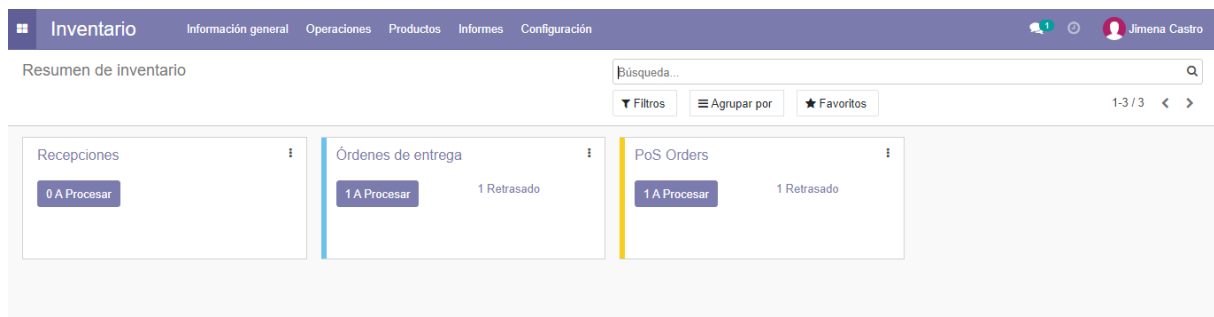 Inventario Información general Operaciones Productos Informes Configuración 1 Jimena Castro
Resumen de inventario
Búsqueda...
Filtros Agrupar por Favoritos 1-3 / 3
Recepciones Órdenes de entrega PoS Orders
0 A Procesar 1 A Procesar 1 Retrasado 1 A Procesar 1 Retrasado